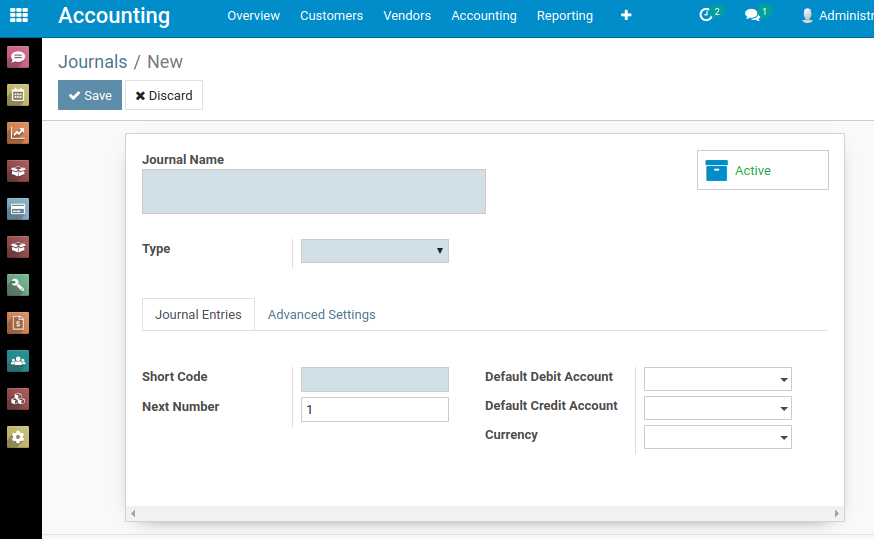 Accounting Overview Customers Vendors Accounting Reporting + 2 1 Administr
Journals / New
Save Discard
Journal Name
Active
Type
Journal Entries Advanced Settings
Short Code Default Debit Account
Next Number 1 Default Credit Account
Currency